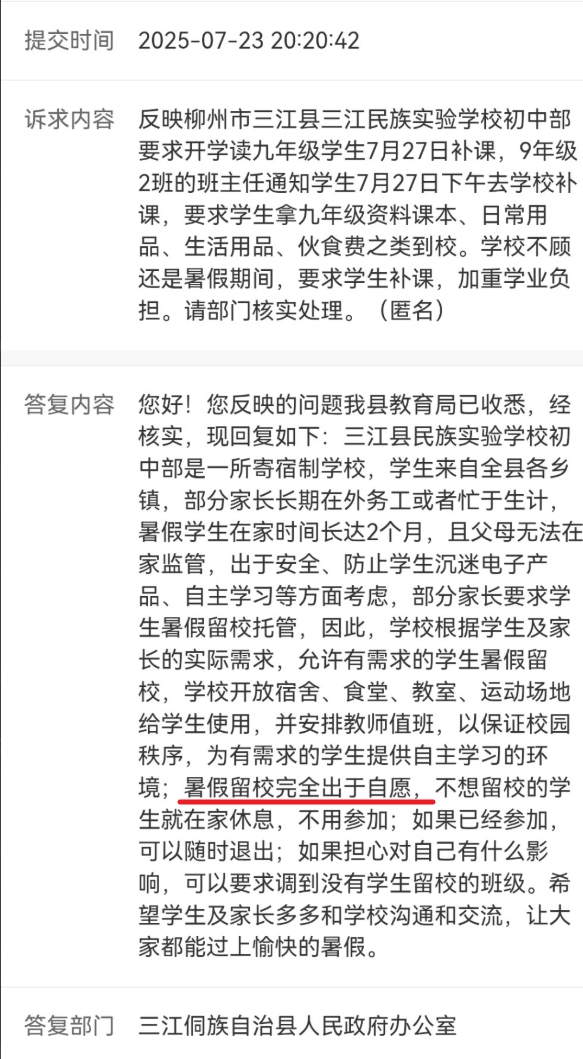 提交时间 2025-07-23 20:20:42
诉求内容 反映柳州市三江县三江民族实验学校初中部
要求开学读九年级学生7月27日补课，9年级
2班的班主任通知学生7月27日下午去学校补
课，要求学生拿九年级资料课本、日常用
品、生活用品、伙食费之类到校。学校不顾
还是暑假期间，要求学生补课，加重学业负
担。请部门核实处理。（匿名）
答复内容 您好！您反映的问题我县教育局已收悉，经
核实，现回复如下：三江县民族实验学校初
中部是一所寄宿制学校，学生来自全县各乡
镇，部分家长长期在外务工或者忙于生计，
暑假学生在家时间长达2个月，且父母无法在
家监管，出于安全、防止学生沉迷电子产
品、自主学习等方面考虑，部分家长要求学
生暑假留校托管，因此，学校根据学生及家
长的实际需求，允许有需求的学生暑假留
校，学校开放宿舍、食堂、教室、运动场地
给学生使用，并安排教师值班，以保证校园
秩序，为有需求的学生提供自主学习的环
境；暑假留校完全出于自愿，不想留校的学
生就在家休息，不用参加；如果已经参加，
可以随时退出；如果担心对自己有什么影
响，可以要求调到没有学生留校的班级。希
望学生及家长多多和学校沟通和交流，让大
家都能过上愉快的暑假。
答复部门 三江侗族自治县人民政府办公室